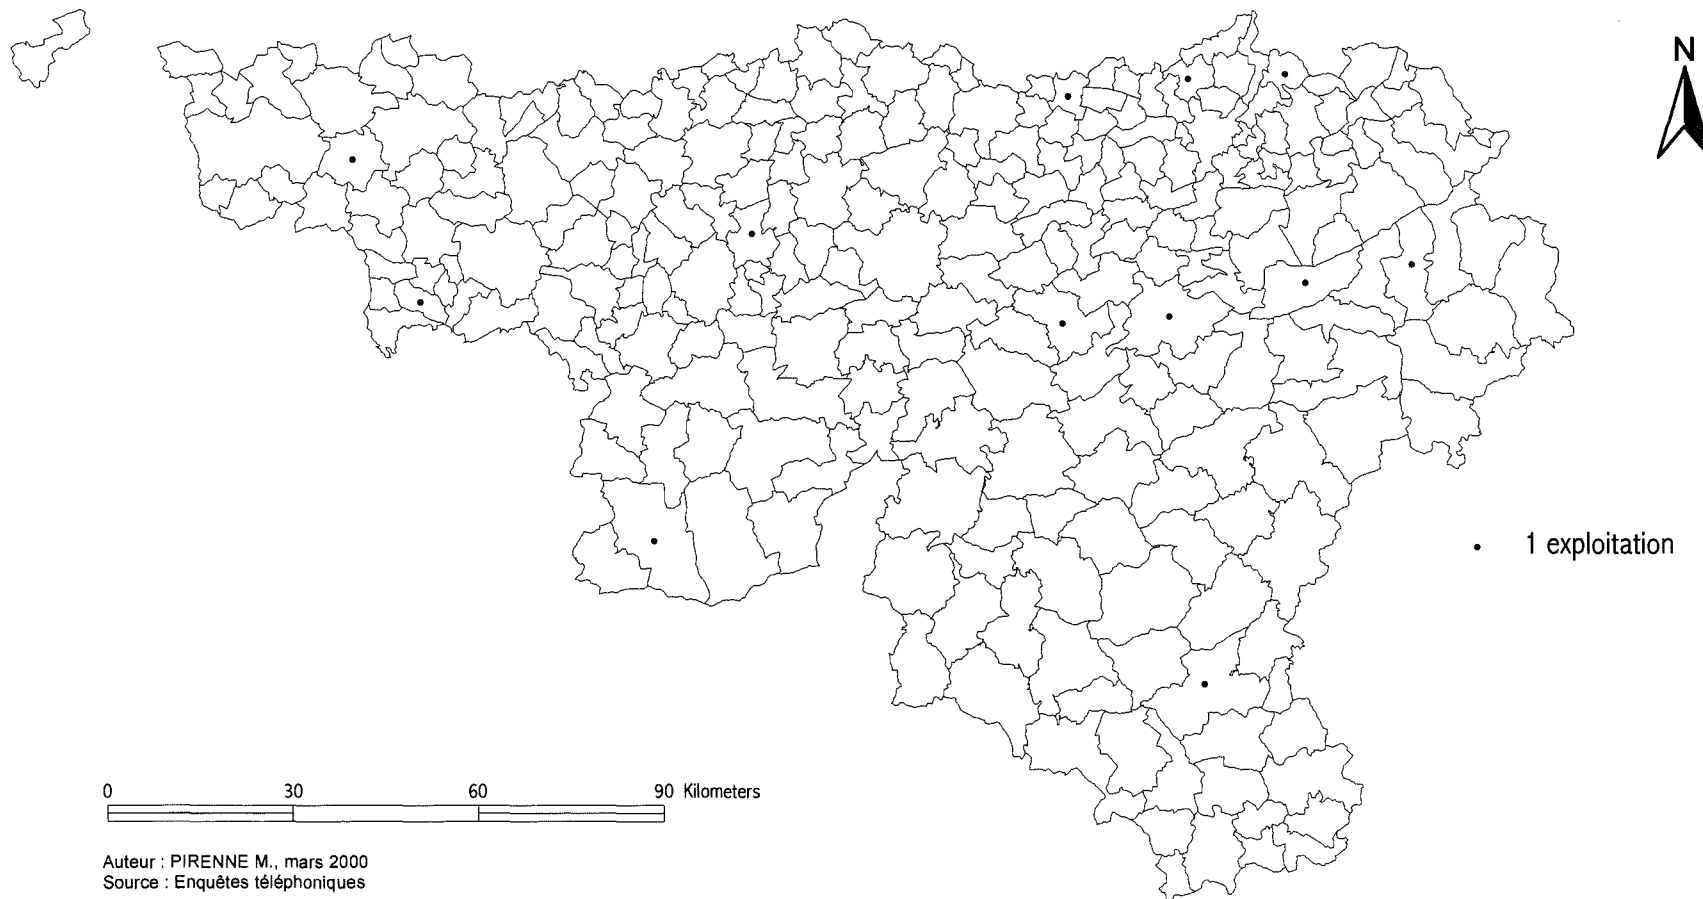 N
1 exploitation
0 30 60 90 Kilometers
Auteur : PIRENNE M., mars 2000
Source : Enquêtes téléphoniques